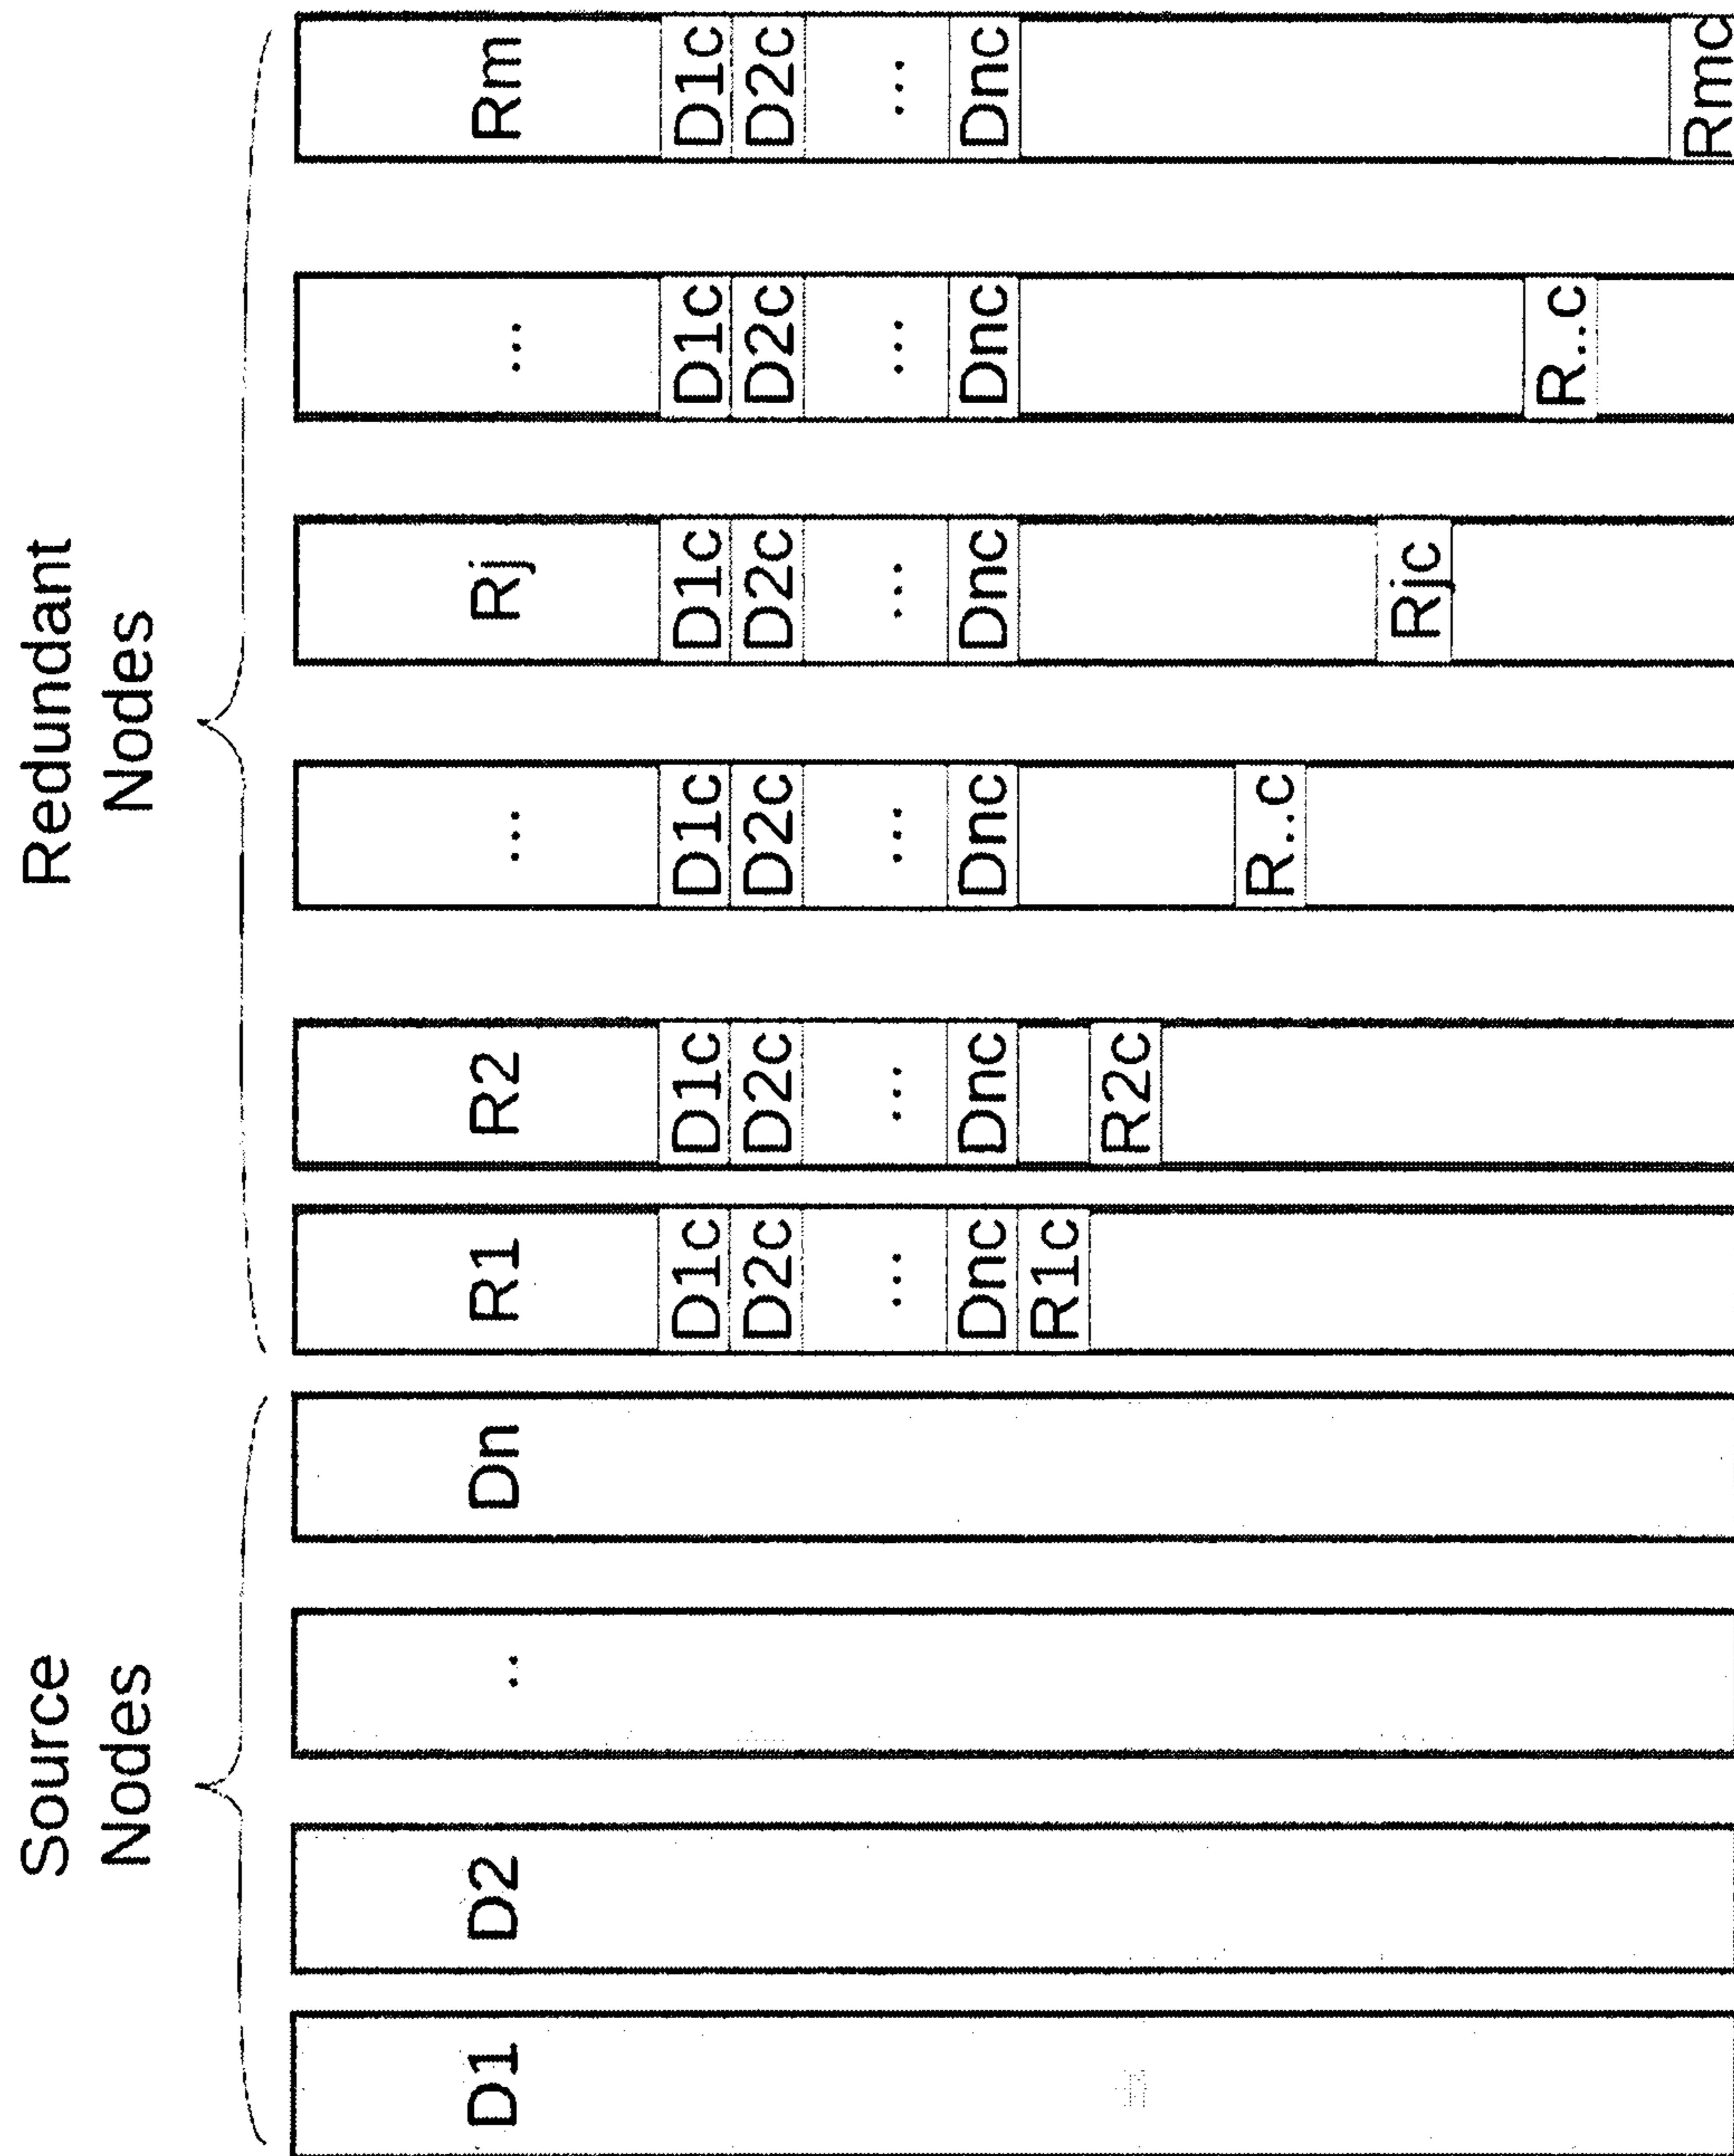 Source
Nodes
Redundant
Nodes
D1
D2
..
Dn
R1
R2
...
Rj
...
Rm
D1c
D1c
D1c
D1c
D1c
D1c
D2c
D2c
D2c
D2c
D2c
D2c
...
...
...
...
...
...
Dnc
Dnc
Dnc
Dnc
Dnc
Dnc
R1c
R2c
R..c
Rjc
R..c
Rmc